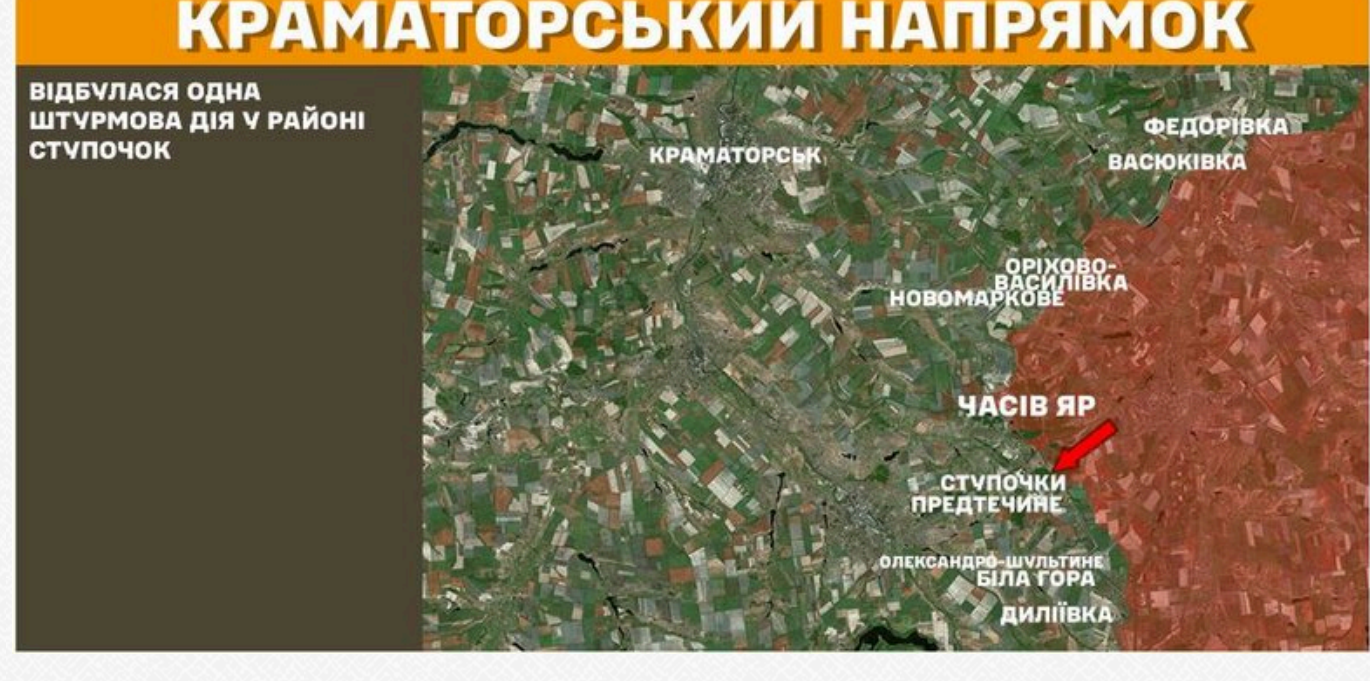 КРАМАТОРСЬКИЙ НАПРЯМОК
ВІДБУЛАСЯ ОДНА
ШТУРМОВА ДІЯ У РАЙОНІ
СТУПОЧОК
ФЕДОРІВКА
КРАМАТОРСЬК
ВАСЮКІВКА
ОРІХОВО-
ВАСИЛІВКА
НОВОМАРКОВЕ
ЧАСІВ ЯР
СТУПОЧКИ
ПРЕДТЕЧИНЕ
ОЛЕКСАНДРО-ШУЛЬТИНЕ
БІЛА ГОРА
ДИЛІЇВКА